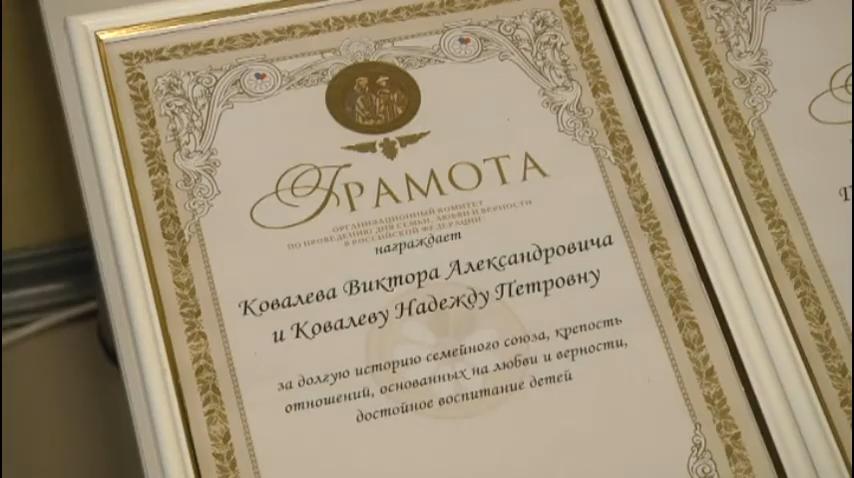 Грамота
ОРГАНИЗАЦИОННЫЙ КОМИТЕТ
ПО ПРОВЕДЕНИЮ ДНЯ СЕМЬИ, ЛЮБВИ И ВЕРНОСТИ
В РОССИЙСКОЙ ФЕДЕРАЦИИ
награждает
Ковалева Виктора Александровича
и Ковалеву Надежду Петровну
за долгую историю семейного союза, крепость
отношений, основанных на любви и верности,
достойное воспитание детей